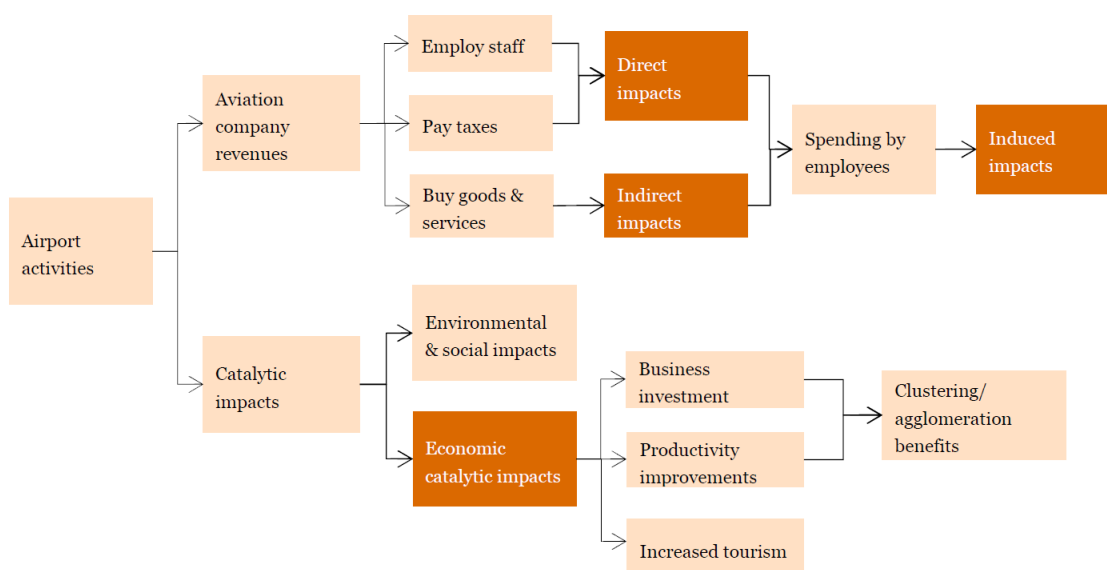 Employ staff
Direct
impacts
Aviation
company
revenues
Pay taxes
Spending by
employees
Induced
impacts
Buy goods &
services
Indirect
impacts
Airport
activities
Environmental
& social impacts
Catalytic
impacts
Business
investment
Clustering/
agglomeration
benefits
Economic
catalytic impacts
Productivity
improvements
Increased tourism